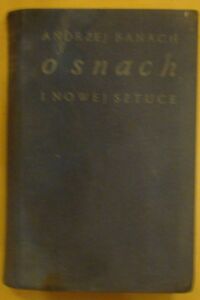 ANDRZEJ BANACH
o snach
I NOWEJ SZTUCE